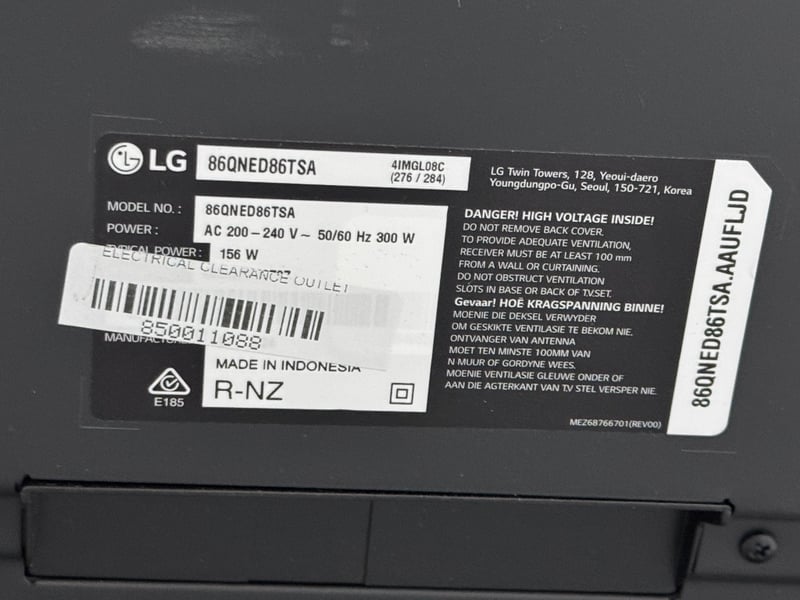 LG
86QNED86TSA
4IMGL08C
(276 / 284)
LG Twin Towers, 128, Yeoui-daero
Youngdungpo-Gu, Seoul, 150-721, Korea
MODEL NO. : 86QNED86TSA
POWER : AC 200-240 V~ 50/60 Hz 300 W
TYPICAL POWER : 156 W
ELECTRICAL CLEARANCE OUTLET
850011088
MADE IN INDONESIA
R-NZ
E185
DANGER! HIGH VOLTAGE INSIDE!
DO NOT REMOVE BACK COVER.
TO PROVIDE ADEQUATE VENTILATION,
RECEIVER MUST BE AT LEAST 100 mm
FROM A WALL OR CURTAINING.
DO NOT OBSTRUCT VENTILATION
SLOTS IN BASE OR BACK OF T.V.SET.
Gevaar! HOË KRAGSPANNING BINNE!
MOENIE DIE DEKSEL VERWYDER
OM GESKIKTE VENTILASIE TE BEKOM NIE.
ONTVANGER VAN ANTENNA
MOET TEN MINSTE 100MM VAN
N MUUR OF GORDYNE WEES.
MOENIE VENTILASIE GLEUWE ONDER OF
AAN DIE AGTERKANT VAN T.V STEL VERSPER NIE.
MEZ68766701(REV00)
86QNED86TSA.AAUFLJD